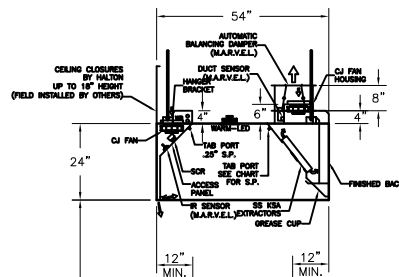 54"
AUTOMATIC
BALANCING DAMPER
(M.A.R.V.E.L.)
CEILING CLOSURES
BY HALTON
UP TO 18" HEIGHT
(FIELD INSTALLED BY OTHERS)
DUCT SENSOR
(M.A.R.V.E.L.)
HANGER
BRACKET
CJ FAN
HOUSING
8"
4"
6"
4"
CJ FAN
WARM-LED
24"
TAB PORT
.25" S.P.
TAB PORT
SEE CHART
FOR S.P.
SCR
ACCESS
PANEL
IR SENSOR
(M.A.R.V.E.L.)
SS KSA
EXTRACTORS
GREASE CUP
FINISHED BAC
12"
MIN.
12"
MIN.